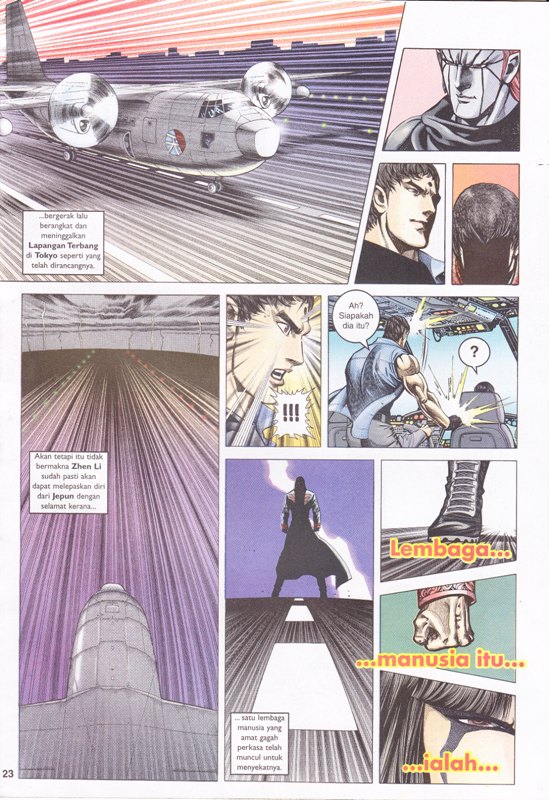 ...bergerak lalu
berangkat dan
meninggalkan
Lapangan Terbang
di Tokyo seperti yang
telah dirancangnya.
Akan tetapi itu tidak
bermakna Zhen Li
sudah pasti akan
dapat melepaskan diri
dari Jepun dengan
selamat kerana...
!!!
Ah?
Siapakah
dia itu?
?
... satu lembaga
manusia yang
amat gagah
perkasa telah
muncul untuk
menyekatnya.
Lembaga...
...manusia itu...
...ialah...
23